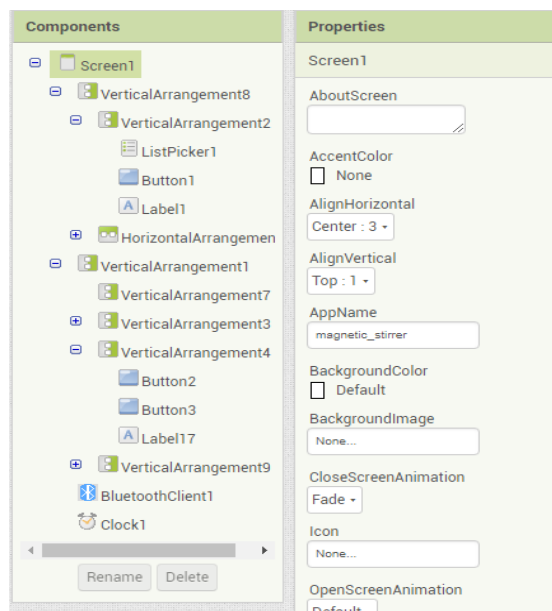 Components
Screen1
VerticalArrangement8
VerticalArrangement2
ListPicker1
Button1
A Label1
HorizontalArrangemen
VerticalArrangement1
VerticalArrangement7
VerticalArrangement3
VerticalArrangement4
Button2
Button3
A Label17
VerticalArrangement9
BluetoothClient1
Clock1
Rename Delete
Properties
Screen1
AboutScreen
AccentColor
None
AlignHorizontal
Center : 3
AlignVertical
Top : 1
AppName
magnetic_stirrer
BackgroundColor
Default
BackgroundImage
None...
CloseScreenAnimation
Fade
Icon
None...
OpenScreenAnimation
Default